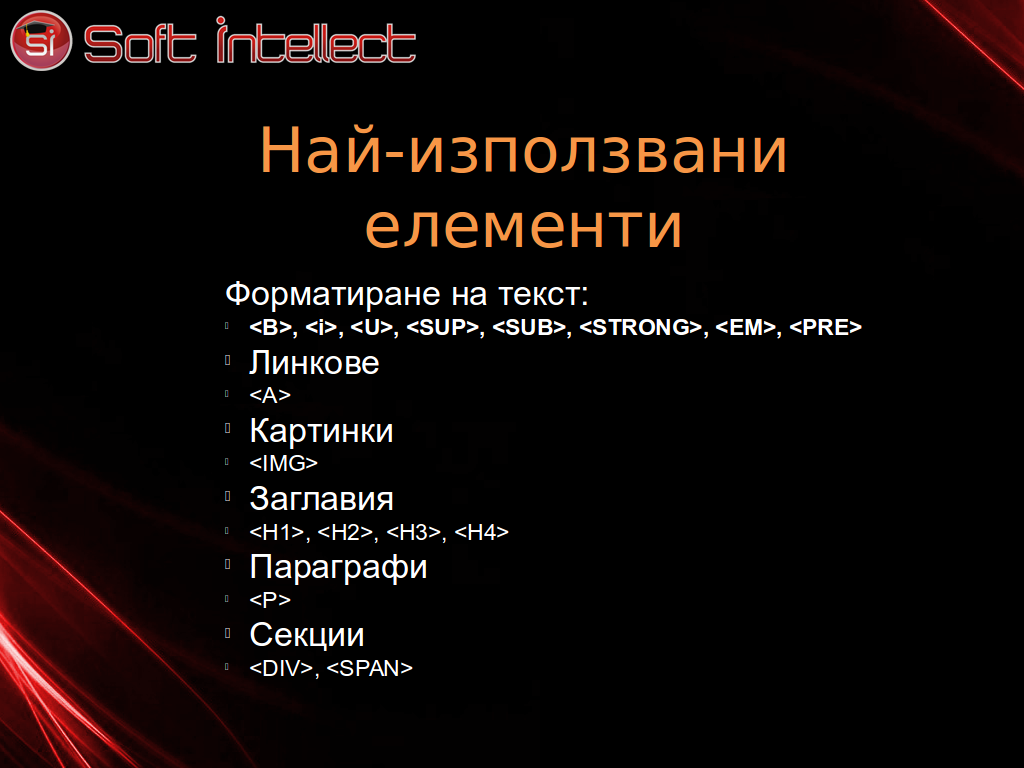 Si Soft Intellect
Най-използвани
елементи
Форматиране на текст:
<B>, <i>, <U>, <SUP>, <SUB>, <STRONG>, <EM>, <PRE>
Линкове
<A>
Картинки
<IMG>
Заглавия
<H1>, <H2>, <H3>, <H4>
Параграфи
<P>
Секции
<DIV>, <SPAN>